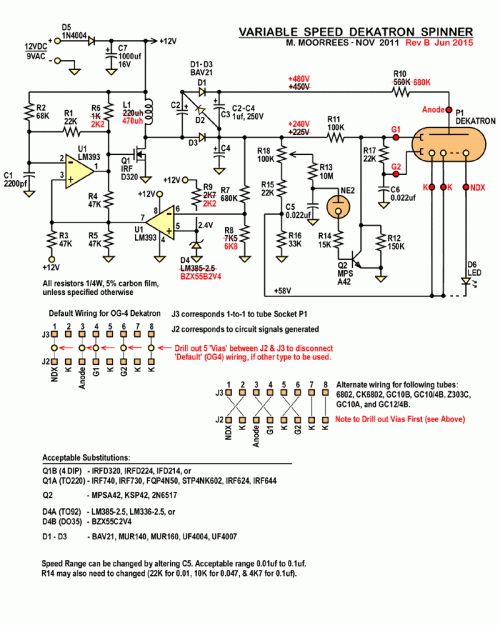 VARIABLE SPEED DEKATRON SPINNER
M. MOORREES - NOV 2011 Rev B Jun 2015
D5
1N4004
12VDC
9VAC
+12V
C7
1000uf
16V
D1 - D3
BAV21
D1
D2
D3
C2
C3
C2-C4
1uf, 250V
C4
+480V
+450V
+240V
+225V
R10
560K 680K
Anode
P1
DEKATRON
G1
G2
K
K
NDX
R2
68K
R1
22K
R6
1K
2K2
L1
220uh
470uh
U1
LM393
Q1
IRF
D320
C1
2200pf
R3
47K
+12V
R4
47K
R5
47K
+12V
U1
LM393
R9
2K7
2K2
R7
680K
R8
7K5
6K8
2.4V
D4
LM385-2.5
BZX55B2V4
R11
100K
R18
100K
R13
10M
R15
22K
R16
33K
C5
0.022uf
NE2
R14
15K
Q2
MPS
A42
R17
22K
C6
0.022uf
R12
150K
D6
LED
+58V
All resistors 1/4W, 5% carbon film,
unless specified otherwise
Default Wiring for OG-4 Dekatron
J3 corresponds 1-to-1 to tube Socket P1
J2 corresponds to circuit signals generated
1 2 3 4 5 6 7 8
J3
J2
NDX K Anode G1 K G2 K K
Drill out 5 'Vias' between J2 & J3 to disconnect
'Default' (OG4) wiring, if other type to be used.
1 2 3 4 5 6 7 8
J3
J2
NDX K Anode G1 K G2 K K
Alternate wiring for following tubes:
6802, CK6802, GC10B, GC10/4B, Z303C,
GC10A, and GC12/4B.
Note to Drill out Vias First (see Above)
Acceptable Substitutions:
Q1B (4 DIP) - IRFD320, IRFD224, IFD214, or
Q1A (TO220) - IRF740, IRF730, FQP4N50, STP4NK602, IRF624, IRF644
Q2 - MPSA42, KSP42, 2N6517
D4A (TO92) - LM385-2.5, LM336-2.5, or
D4B (DO35) - BZX55C2V4
D1 - D3 - BAV21, MUR140, MUR160, UF4004, UF4007
Speed Range can be changed by altering C5. Acceptable range 0.01uf to 0.1uf.
R14 may also need to changed (22K for 0.01, 10K for 0.047, & 4K7 for 0.1uf).